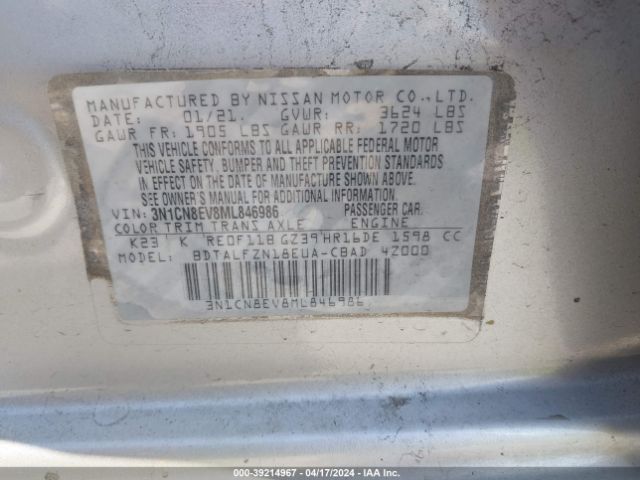 MANUFACTURED BY NISSAN MOTOR CO., LTD.
DATE: 01/21. GVWR: 3624 LBS
GAWR FR: 1905 LBS GAWR RR: 1720 LBS
THIS VEHICLE CONFORMS TO ALL APPLICABLE FEDERAL MOTOR
VEHICLE SAFETY, BUMPER AND THEFT PREVENTION STANDARDS
IN EFFECT ON THE DATE OF MANUFACTURE SHOWN ABOVE.
SEE OWNER'S MANUAL FOR ADDITIONAL INFORMATION
VIN: 3N1CN8EV8ML846986 PASSENGER CAR.
COLOR TRIM TRANS AXLE ENGINE
K23 K RE0F11B GZ39 HR16DE 1598 CC
MODEL: BDTALFZN18EUA-CBAD 4Z000
3N1CN8EV8ML846986
000-39214967 - 04/17/2024 - IAA Inc.